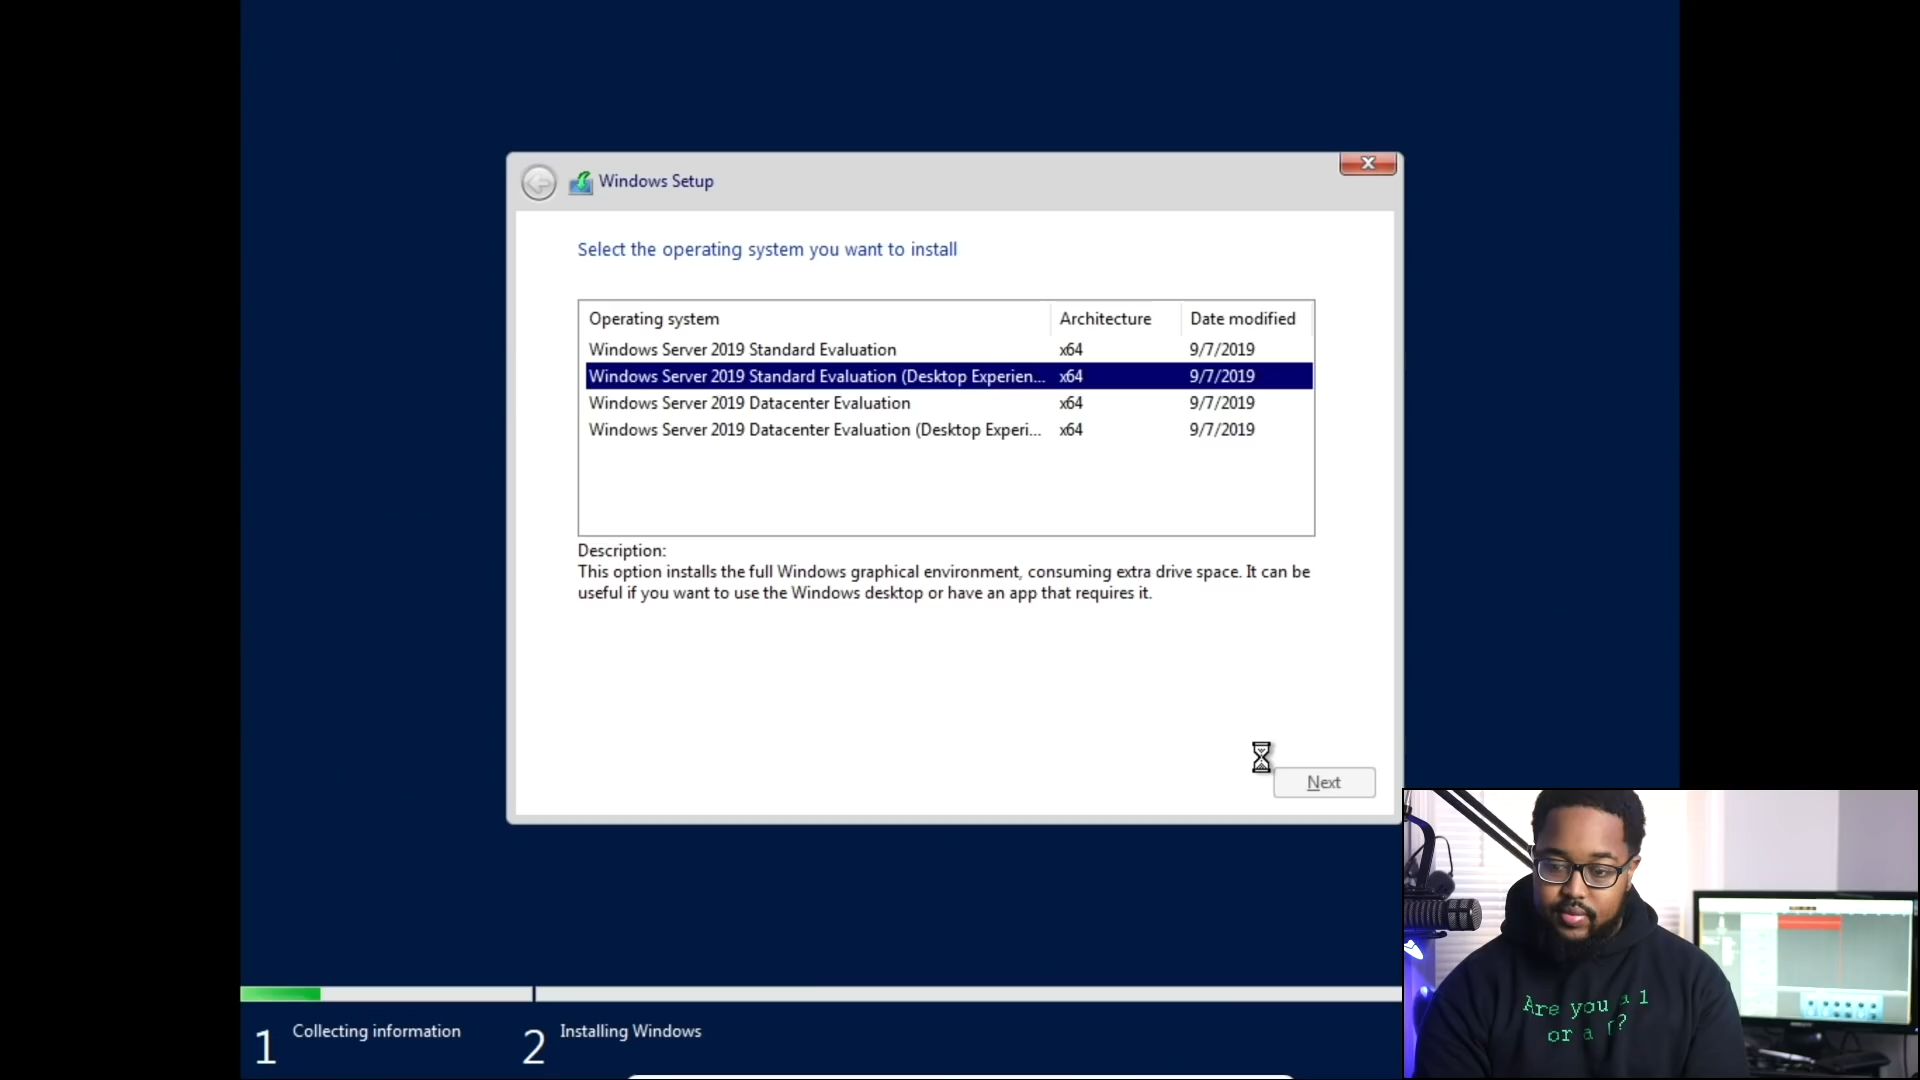 Windows Setup
Select the operating system you want to install
Operating system Architecture Date modified
Windows Server 2019 Standard Evaluation x64 9/7/2019
Windows Server 2019 Standard Evaluation (Desktop Experien... x64 9/7/2019
Windows Server 2019 Datacenter Evaluation x64 9/7/2019
Windows Server 2019 Datacenter Evaluation (Desktop Experi... x64 9/7/2019
Description:
This option installs the full Windows graphical environment, consuming extra drive space. It can be
useful if you want to use the Windows desktop or have an app that requires it.
Next
1 Collecting information 2 Installing Windows
Are you a 1
or a